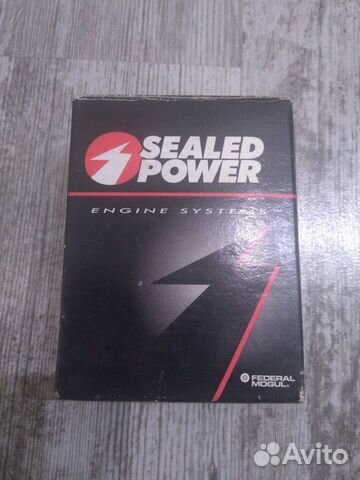 SEALED
POWER
ENGINE SYSTEMS
FEDERAL
MOGUL
Avito